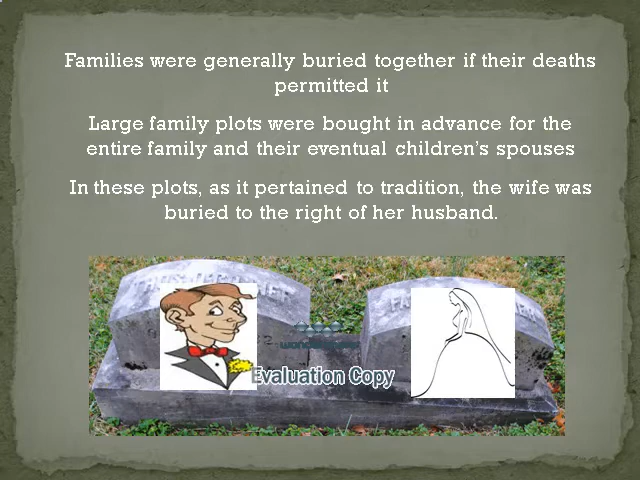 Families were generally buried together if their deaths
permitted it
Large family plots were bought in advance for the
entire family and their eventual children's spouses
In these plots, as it pertained to tradition, the wife was
buried to the right of her husband.
Evaluation Copy